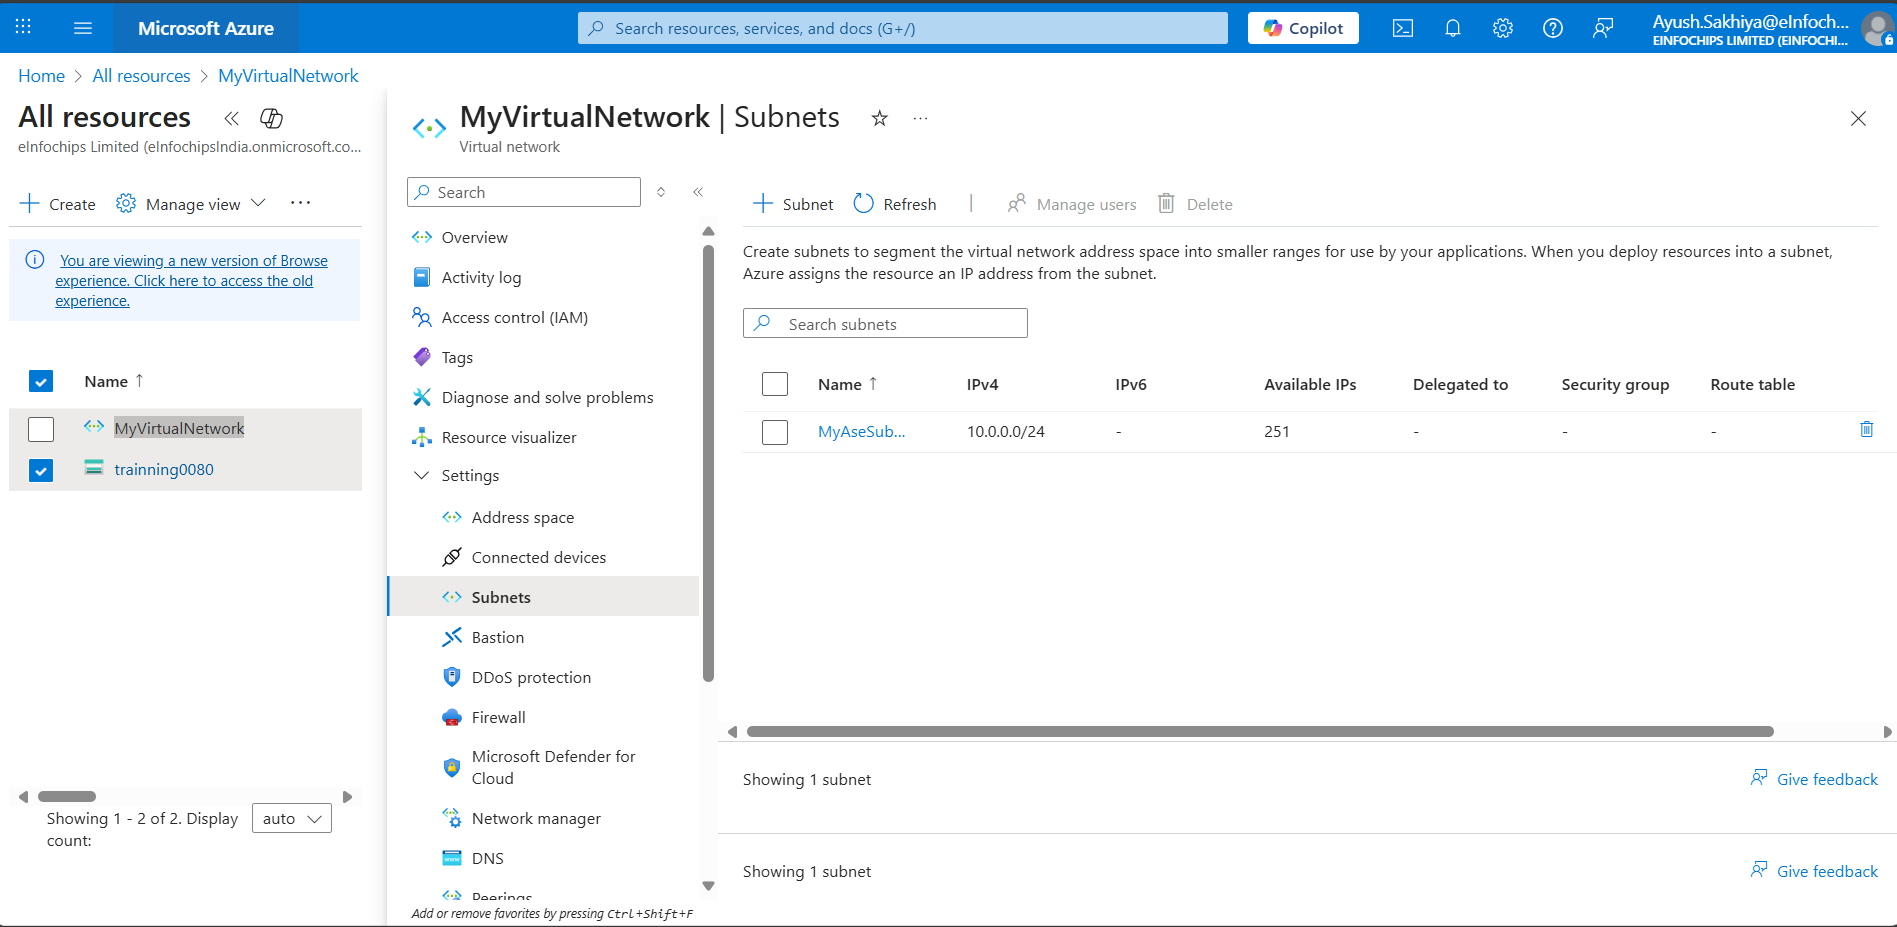 Microsoft Azure
Search resources, services, and docs (G+/)
Copilot
Ayush.Sakhiya@eInfoch...
EINFOCHIPS LIMITED (EINFOCHI...
Home > All resources > MyVirtualNetwork
All resources
eInfochips Limited (eInfochipsIndia.onmicrosoft.co...
Create
Manage view
You are viewing a new version of Browse
experience. Click here to access the old
experience.
Name ↑
MyVirtualNetwork
trainning0080
Showing 1 - 2 of 2. Display
count:
auto
MyVirtualNetwork | Subnets
Virtual network
Search
Overview
Activity log
Access control (IAM)
Tags
Diagnose and solve problems
Resource visualizer
Settings
Address space
Connected devices
Subnets
Bastion
DDoS protection
Firewall
Microsoft Defender for
Cloud
Network manager
DNS
Peerings
Add or remove favorites by pressing Ctrl+Shift+F
Subnet
Refresh
Manage users
Delete
Create subnets to segment the virtual network address space into smaller ranges for use by your applications. When you deploy resources into a subnet,
Azure assigns the resource an IP address from the subnet.
Search subnets
Name ↑ IPv4 IPv6 Available IPs Delegated to Security group Route table
MyAseSub... 10.0.0.0/24 - 251 - - -
Showing 1 subnet
Give feedback
Showing 1 subnet
Give feedback